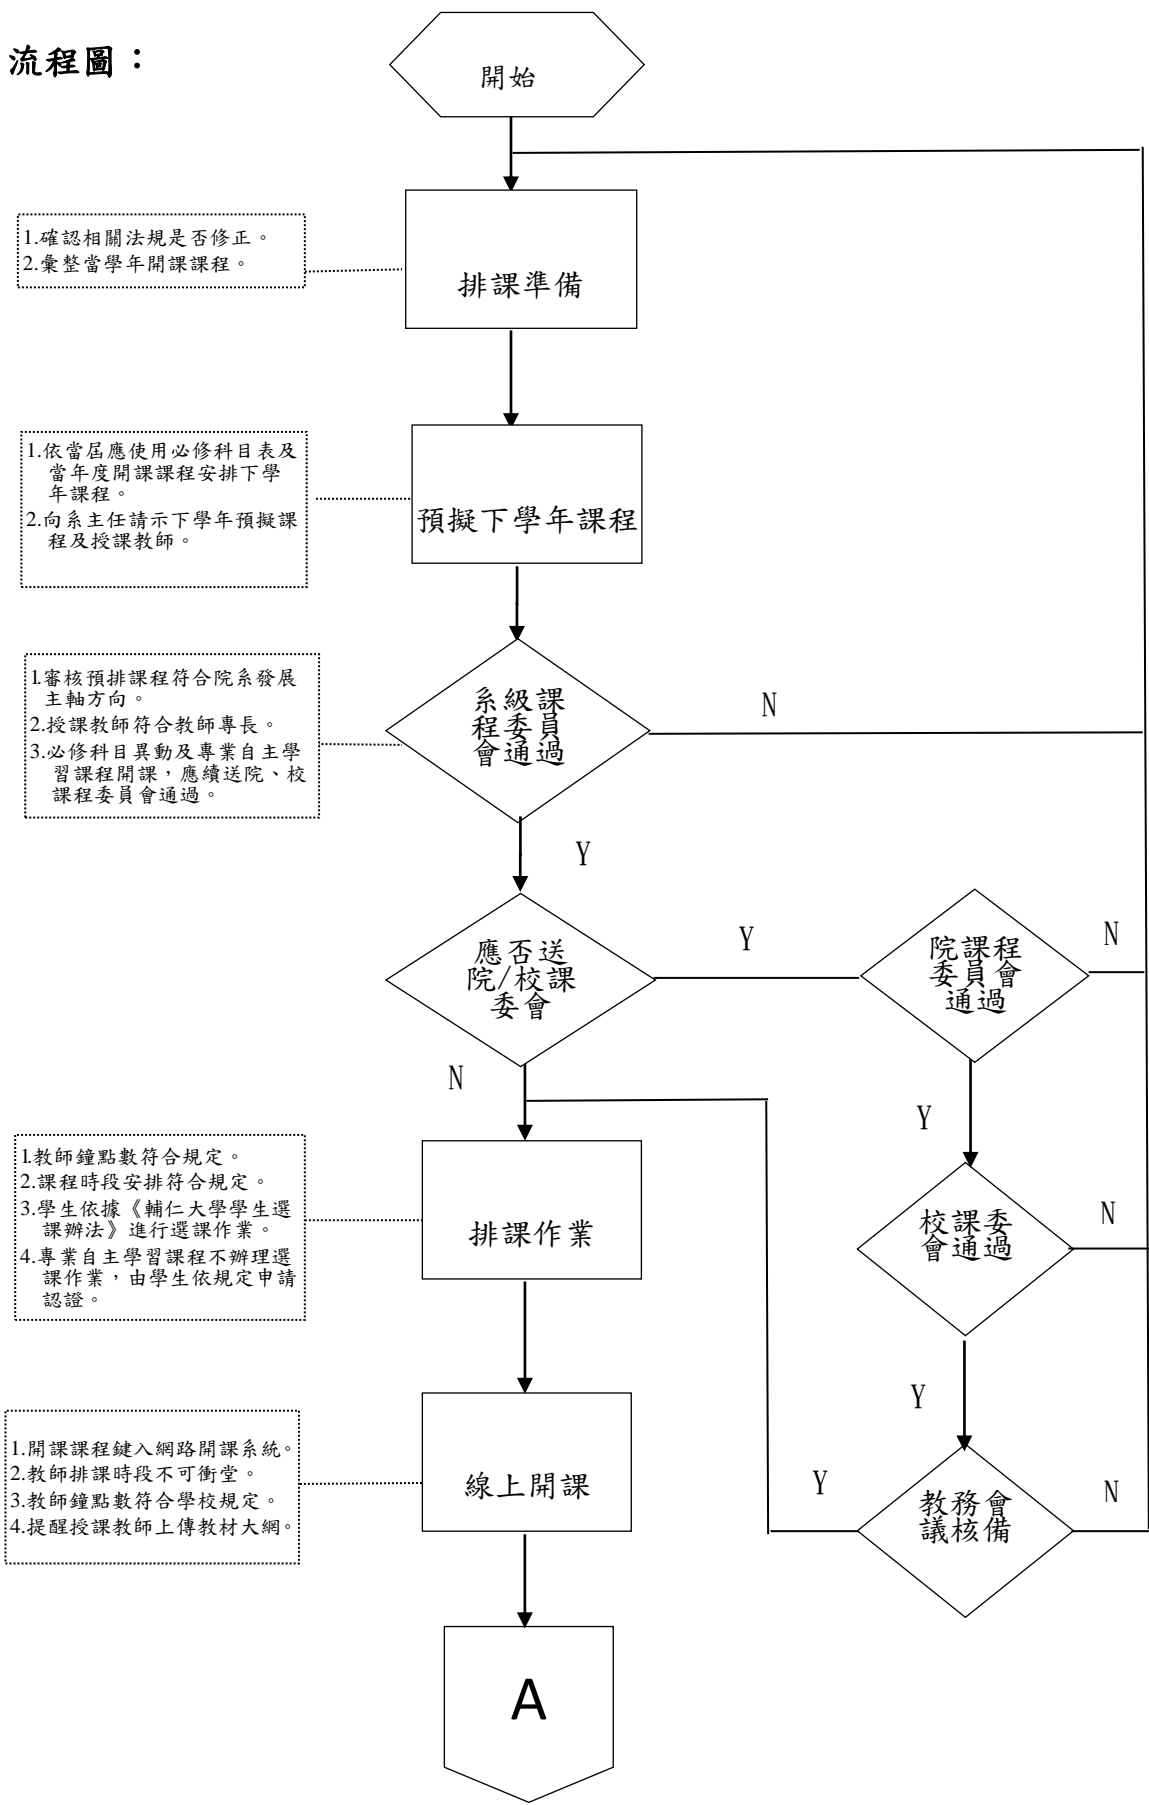 流程圖：
開始
1.確認相關法規是否修正。
2.彙整當學年開課課程。
排課準備
1.依當屆應使用必修科目表及
當年度開課課程安排下學
年課程。
2.向系主任請示下學年預擬課
程及授課教師。
預擬下學年課程
1.審核預排課程符合院系發展
主軸方向。
2.授課教師符合教師專長。
3.必修科目異動及專業自主學
習課程開課，應續送院、校
課程委員會通過。
系級課
程委員
會通過
N
Y
應否送
院/校課
委會
Y
院課程
委員會
通過
N
N
Y
1.教師鐘點數符合規定。
2.課程時段安排符合規定。
3.學生依據《輔仁大學學生選
課辦法》進行選課作業。
4.專業自主學習課程不辦理選
課作業，由學生依規定申請
認證。
排課作業
校課委
會通過
N
Y
1.開課課程鍵入網路開課系統。
2.教師排課時段不可衝堂。
3.教師鐘點數符合學校規定。
4.提醒授課教師上傳教材大網。
線上開課
Y
教務會
議核備
N
A